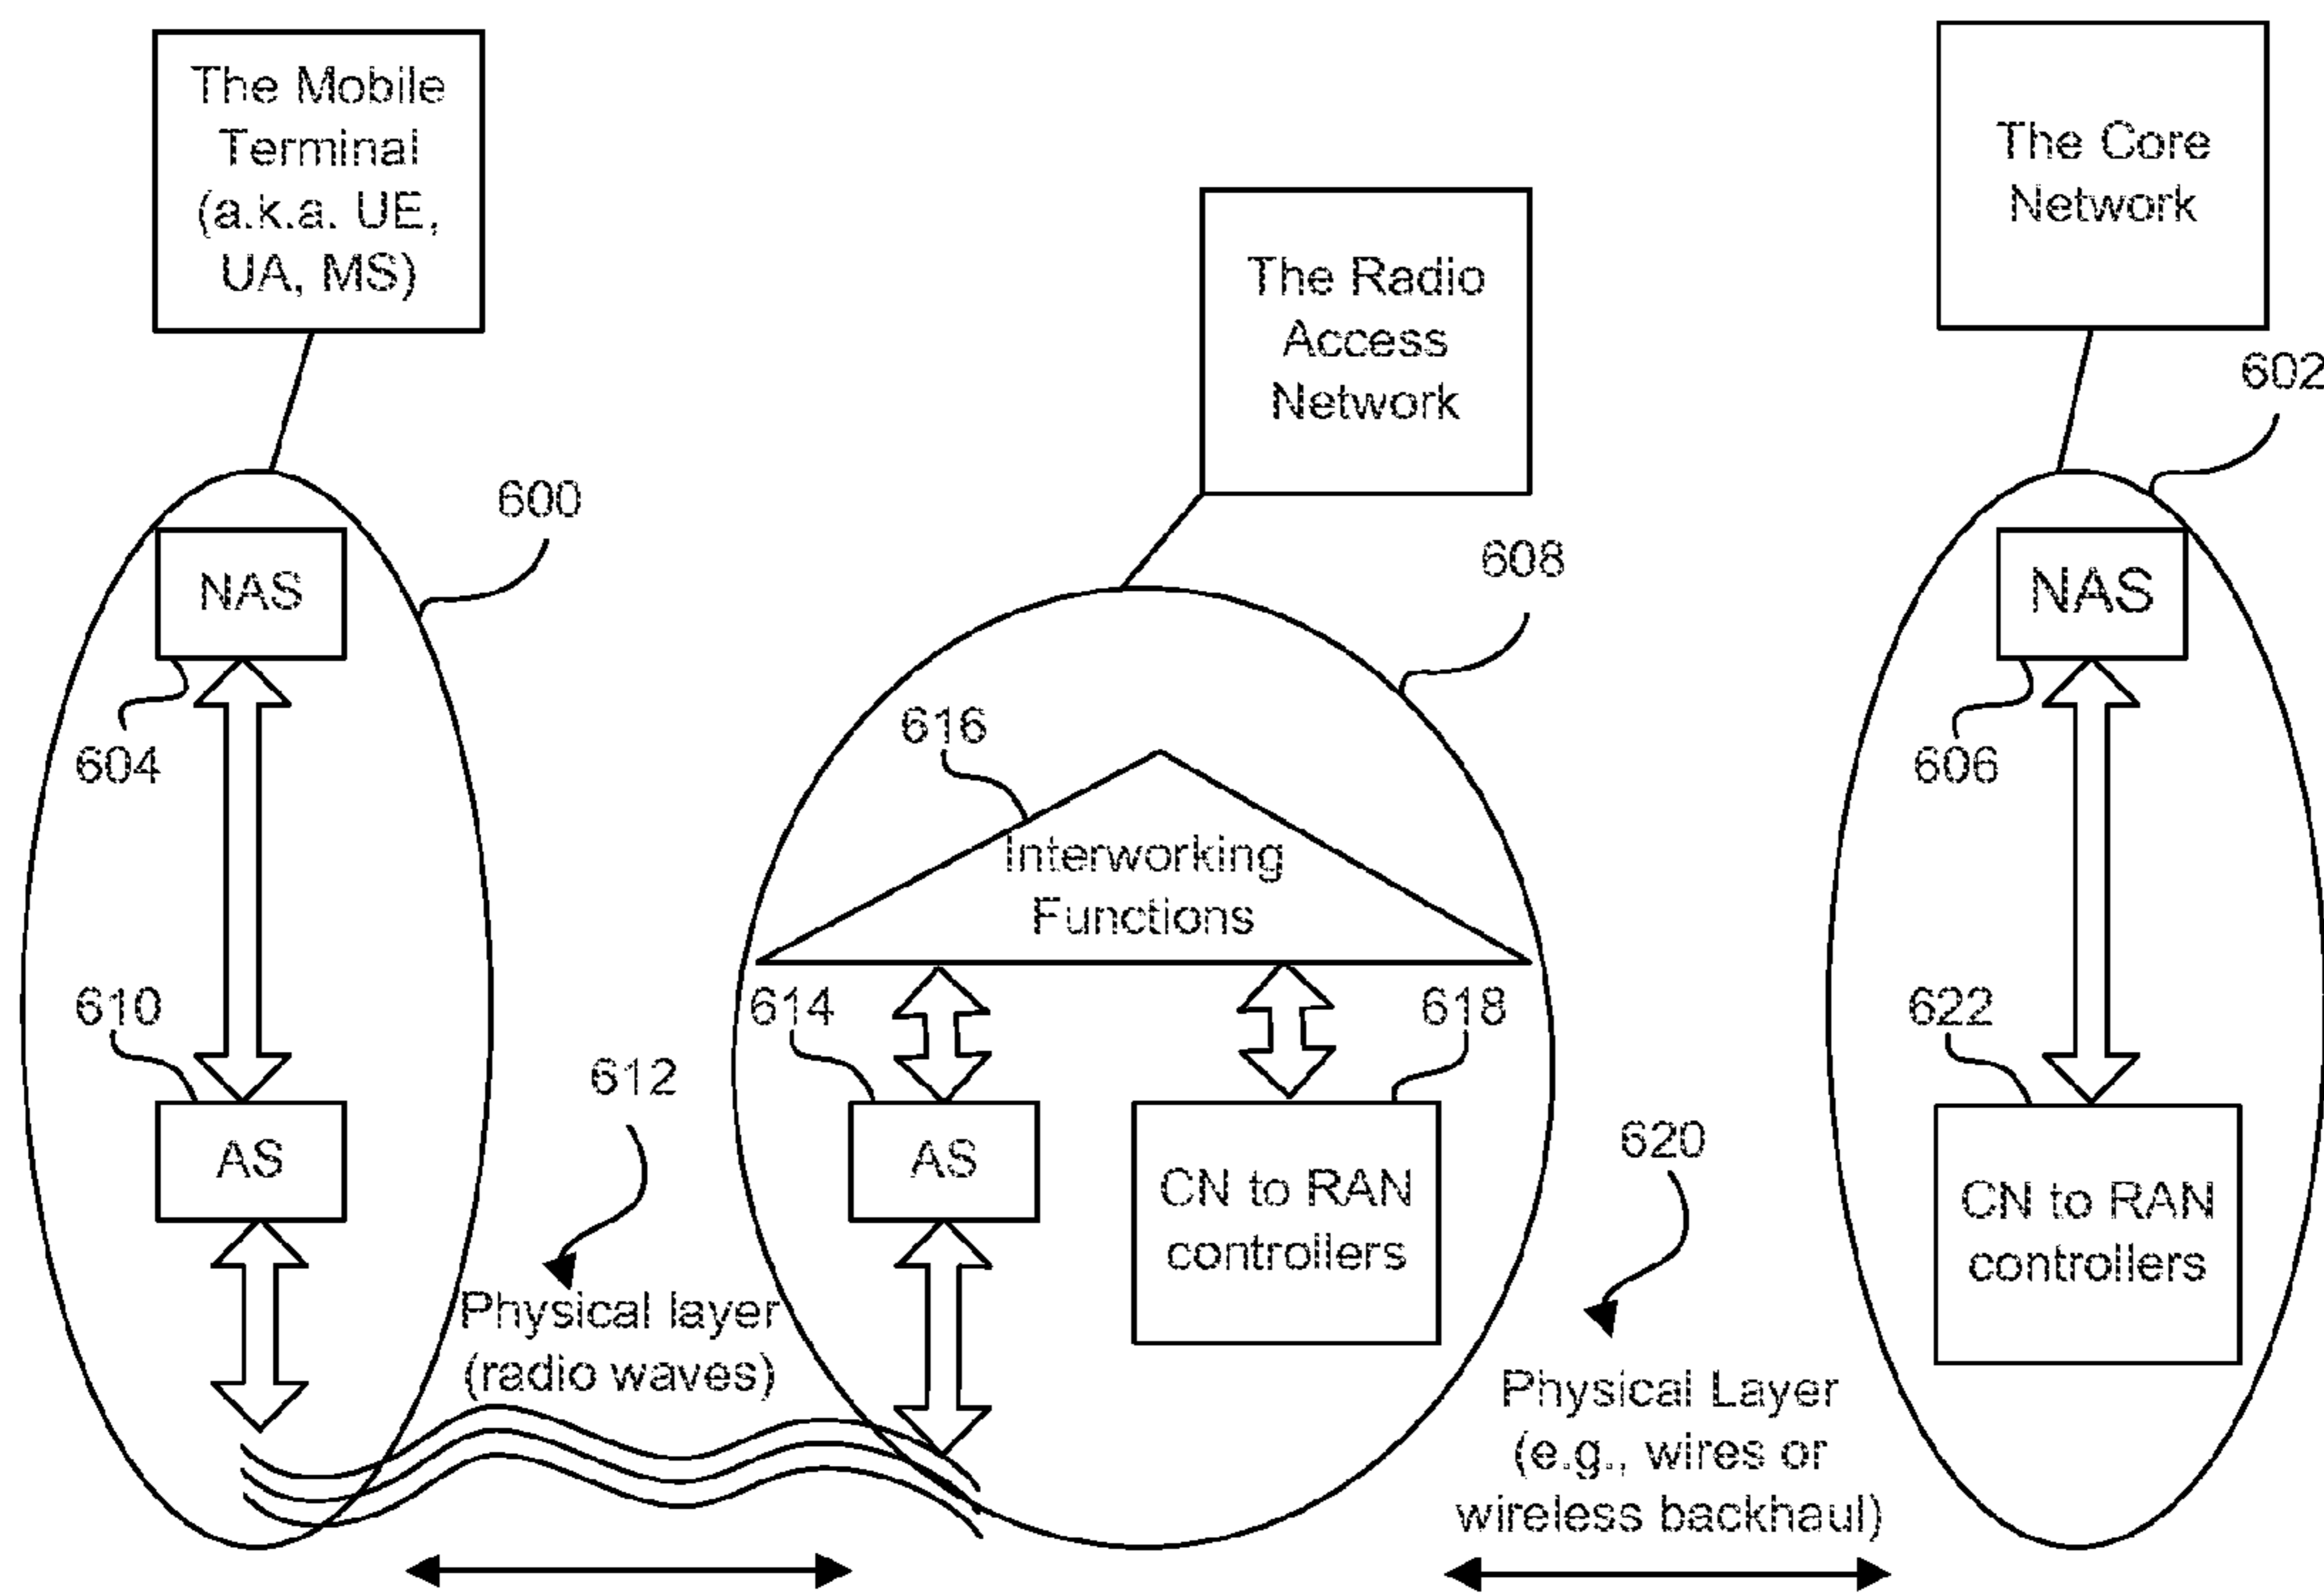 The Mobile
Terminal
(a.k.a. UE,
UA, MS)
The Radio
Access
Network
The Core
Network
602
600
608
NAS
NAS
604
616
606
Interworking
Functions
610
614
618
622
612
620
AS
AS
CN to RAN
controllers
CN to RAN
controllers
Physical layer
(radio waves)
Physical Layer
(e.g., wires or
wireless backhaul)